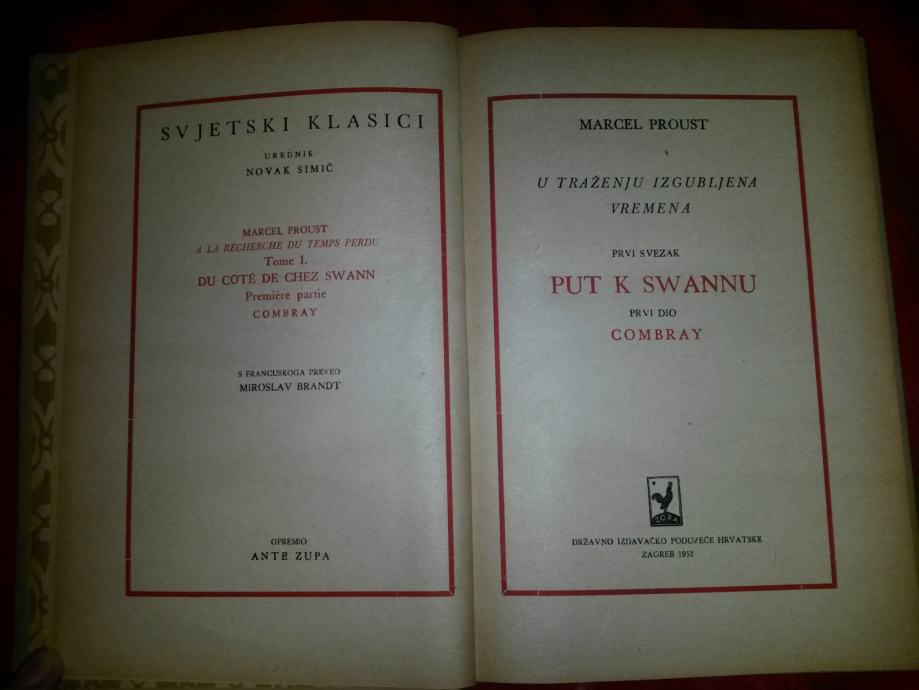 SVJETSKI KLASICI
UREDNIK
NOVAK SIMIĆ
MARCEL PROUST
A LA RECHERCHE DU TEMPS PERDU
Tome I.
DU COTÉ DE CHEZ SWANN
Première partie
COMBRAY
S FRANCUSKOGA PREVEO
MIROSLAV BRANDT
OPREMIO
ANTE ZUPA
MARCEL PROUST
U TRAŽENJU IZGUBLJENA
VREMENA
PRVI SVEZAK
PUT K SWANNU
PRVI DIO
COMBRAY
ZORA
DRŽAVNO IZDAVAČKO PODUZEĆE HRVATSKE
ZAGREB 1952